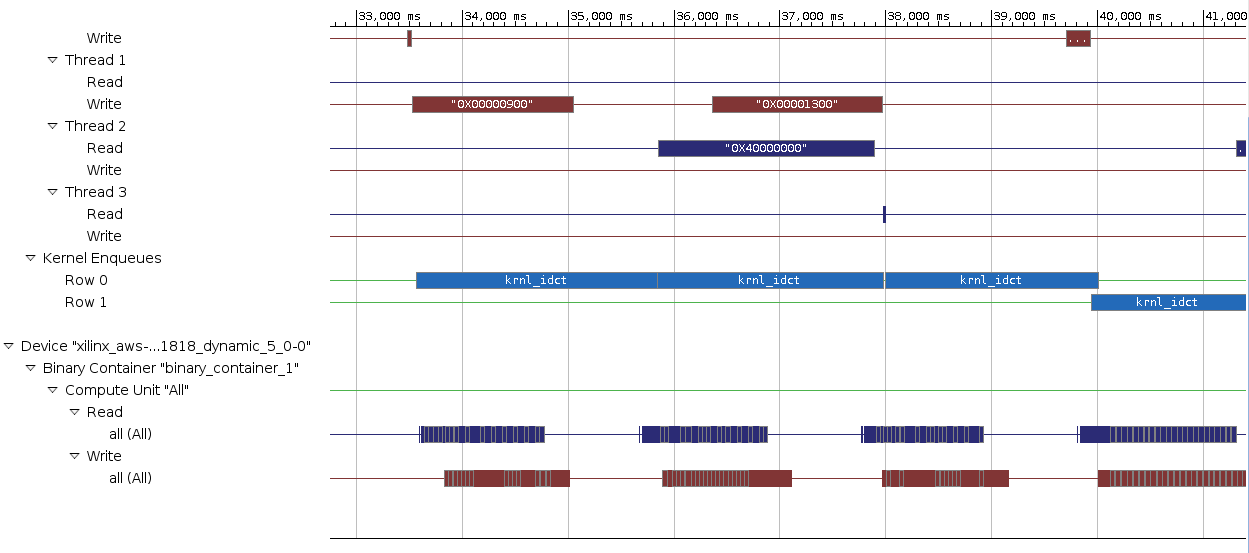 33,000 ms 34,000 ms 35,000 ms 36,000 ms 37,000 ms 38,000 ms 39,000 ms 40,000 ms 41,000
Write ...
Thread 1
Read
Write "0X00000900" "0X00001300"
Thread 2
Read "0X40000000" .
Write
Thread 3
Read
Write
Kernel Enqueues
Row 0 krnl_idct krnl_idct krnl_idct
Row 1 krnl_idct
Device "xilinx_aws-...1818_dynamic_5_0-0"
Binary Container "binary_container_1"
Compute Unit "All"
Read
all (All)
Write
all (All)